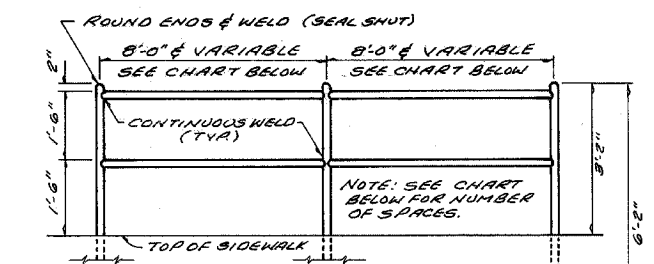 ROUND ENDS & WELD (SEAL SHUT)
8'-0" & VARIABLE
SEE CHART BELOW
8'-0" & VARIABLE
SEE CHART BELOW
2"
1'-6"
1'-6"
CONTINUOUS WELD
(TYP.)
NOTE: SEE CHART
BELOW FOR NUMBER
OF SPACES.
3'-2"
6'-2"
TOP OF SIDEWALK